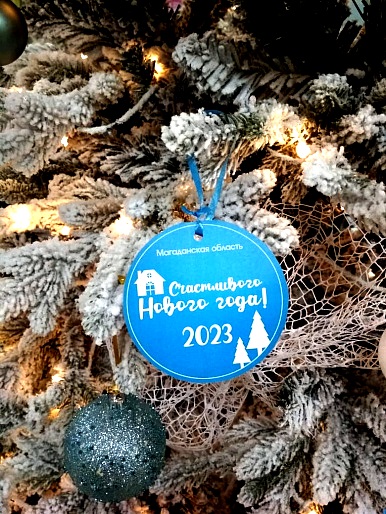 Магаданская область
Счастливого
Нового года!
2023